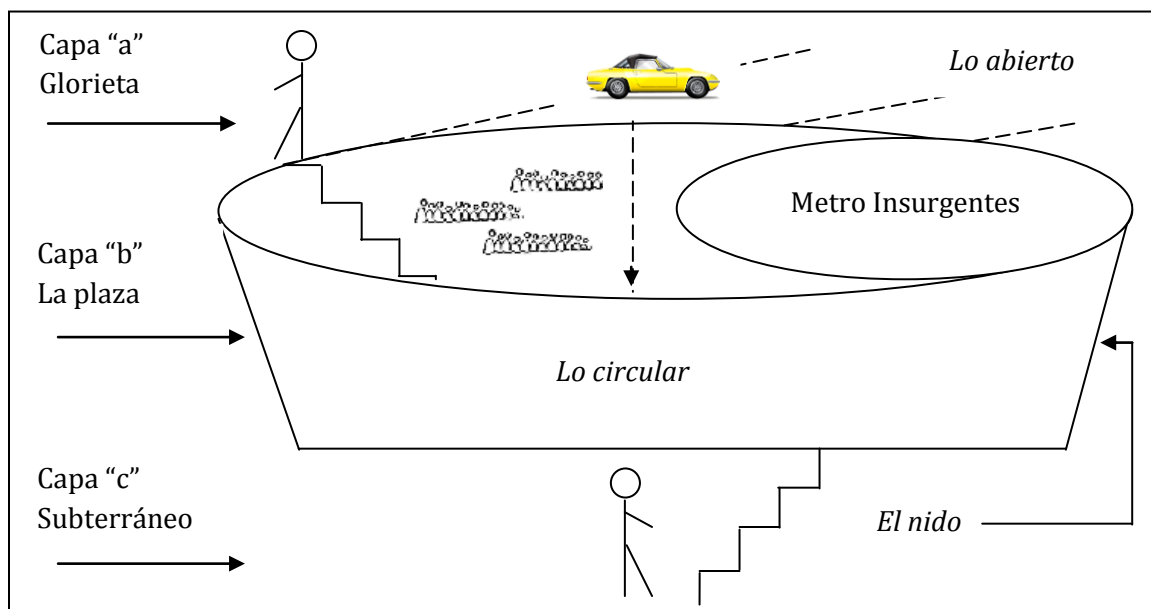 Capa “a”
Glorieta
Lo abierto
Metro Insurgentes
Capa “b”
La plaza
Lo circular
Capa “c”
Subterráneo
El nido